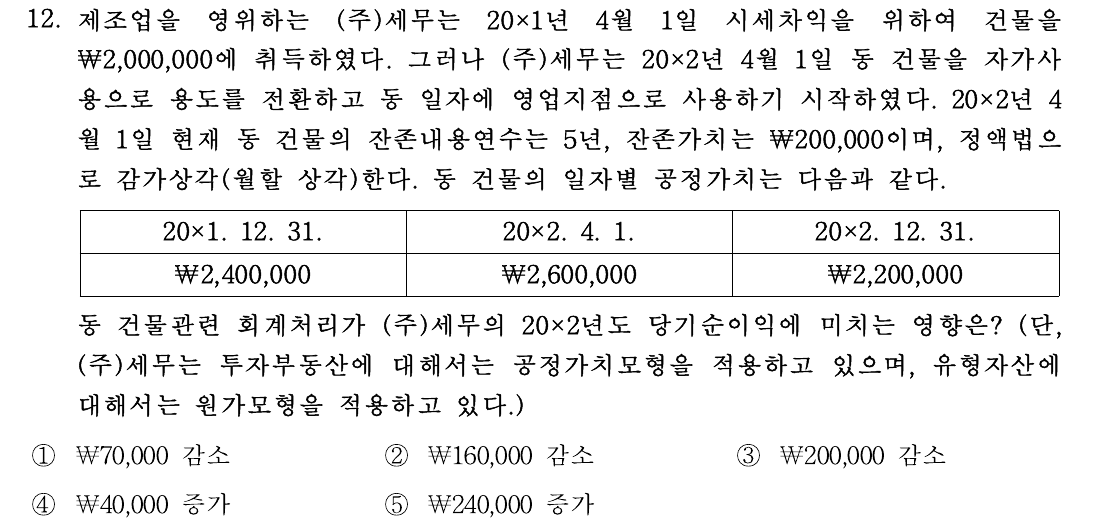 12. 제조업을 영위하는 (주)세무는 20×1년 4월 1일 시세차익을 위하여 건물을
₩2,000,000에 취득하였다. 그러나 (주)세무는 20×2년 4월 1일 동 건물을 자가사
용으로 용도를 전환하고 동 일자에 영업지점으로 사용하기 시작하였다. 20×2년 4
월 1일 현재 동 건물의 잔존내용연수는 5년, 잔존가치는 ₩200,000이며, 정액법으
로 감가상각(월할 상각)한다. 동 건물의 일자별 공정가치는 다음과 같다.
20×1. 12. 31. 20×2. 4. 1. 20×2. 12. 31.
₩2,400,000 ₩2,600,000 ₩2,200,000
동 건물관련 회계처리가 (주)세무의 20×2년도 당기순이익에 미치는 영향은? (단,
(주)세무는 투자부동산에 대해서는 공정가치모형을 적용하고 있으며, 유형자산에
대해서는 원가모형을 적용하고 있다.)
① ₩70,000 감소 ② ₩160,000 감소 ③ ₩200,000 감소
④ ₩40,000 증가 ⑤ ₩240,000 증가